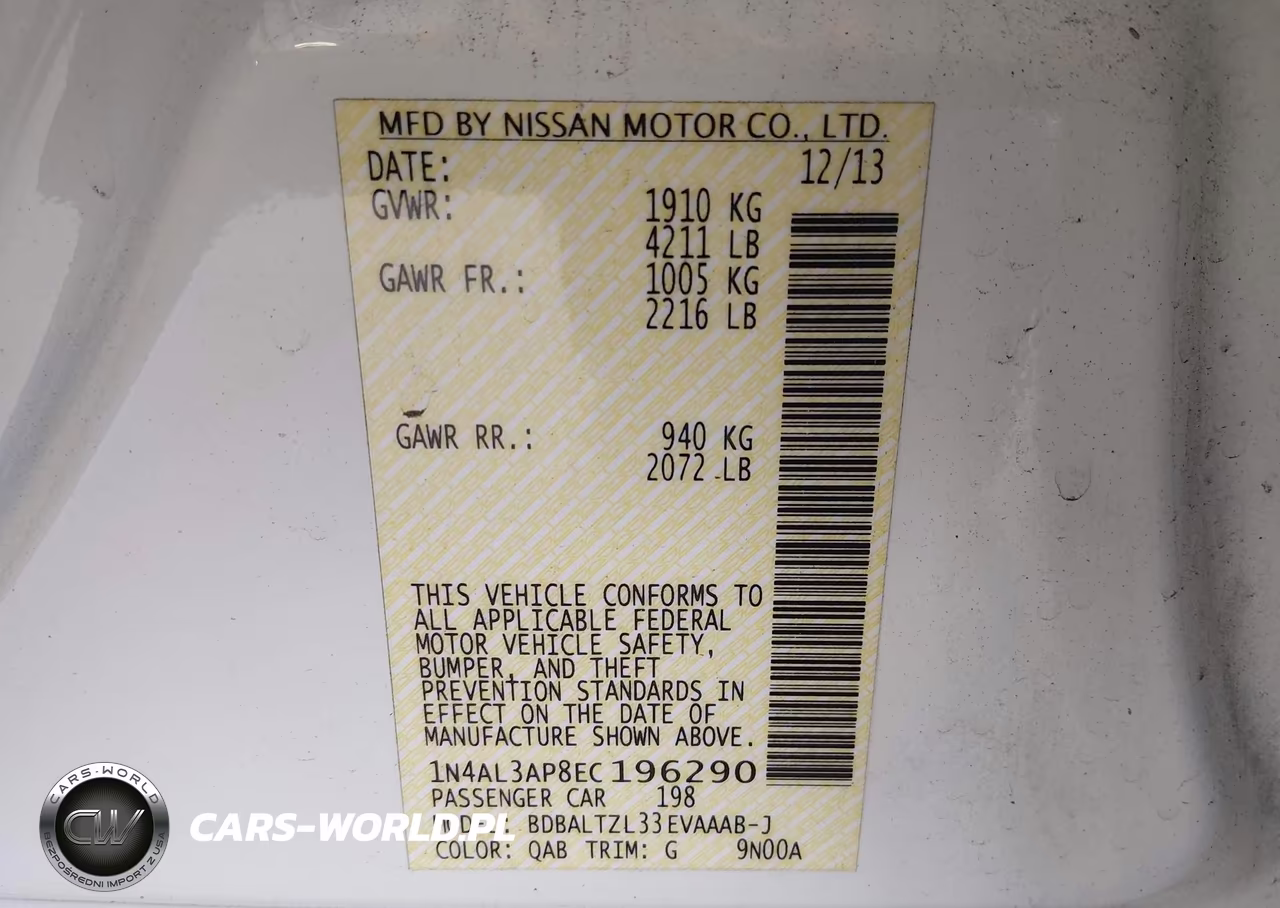 MFD BY NISSAN MOTOR CO., LTD.
DATE: 12/13
GVWR: 1910 KG
4211 LB
GAWR FR.: 1005 KG
2216 LB
GAWR RR.: 940 KG
2072 LB
THIS VEHICLE CONFORMS TO
ALL APPLICABLE FEDERAL
MOTOR VEHICLE SAFETY,
BUMPER, AND THEFT
PREVENTION STANDARDS IN
EFFECT ON THE DATE OF
MANUFACTURE SHOWN ABOVE.
1N4AL3AP8EC196290
PASSENGER CAR 198
BDBALTZL33EVAAAB-J
COLOR: QAB TRIM: G 9N00A
CARS-WORLD
CW
BEZPOŚREDNI IMPORT Z USA
CARS-WORLD.PL